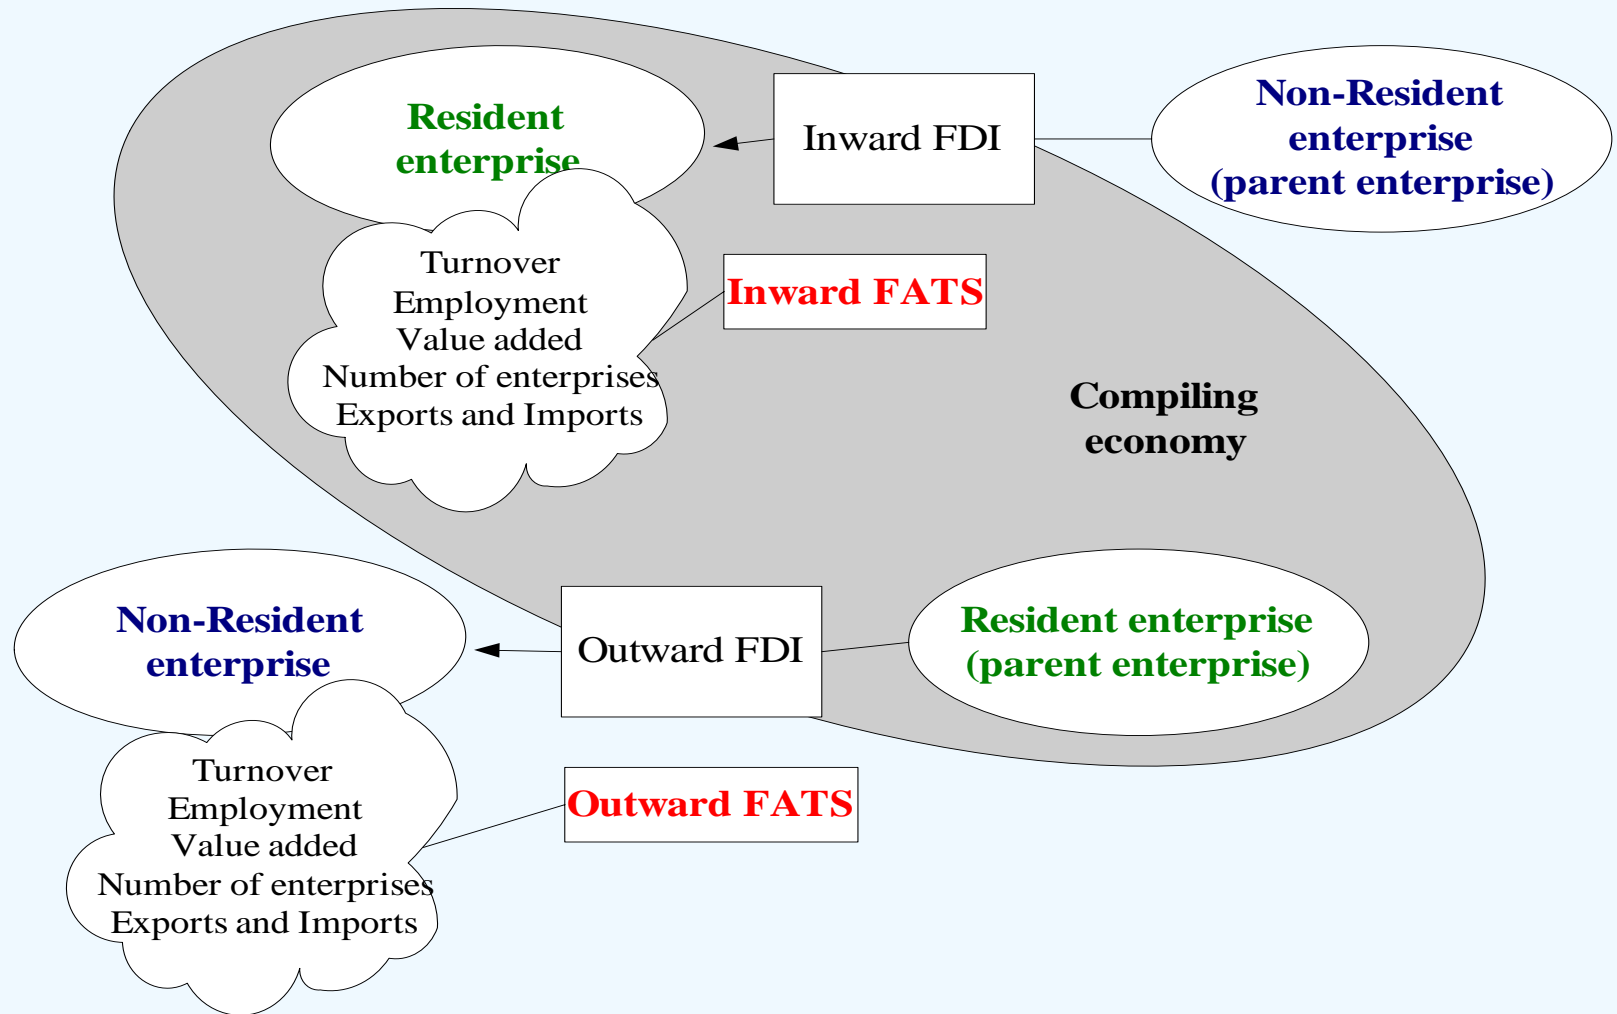 Resident
enterprise
Inward FDI
Non-Resident
enterprise
(parent enterprise)
Turnover
Employment
Value added
Number of enterprises
Exports and Imports
Inward FATS
Compiling
economy
Non-Resident
enterprise
Outward FDI
Resident enterprise
(parent enterprise)
Turnover
Employment
Value added
Number of enterprises
Exports and Imports
Outward FATS